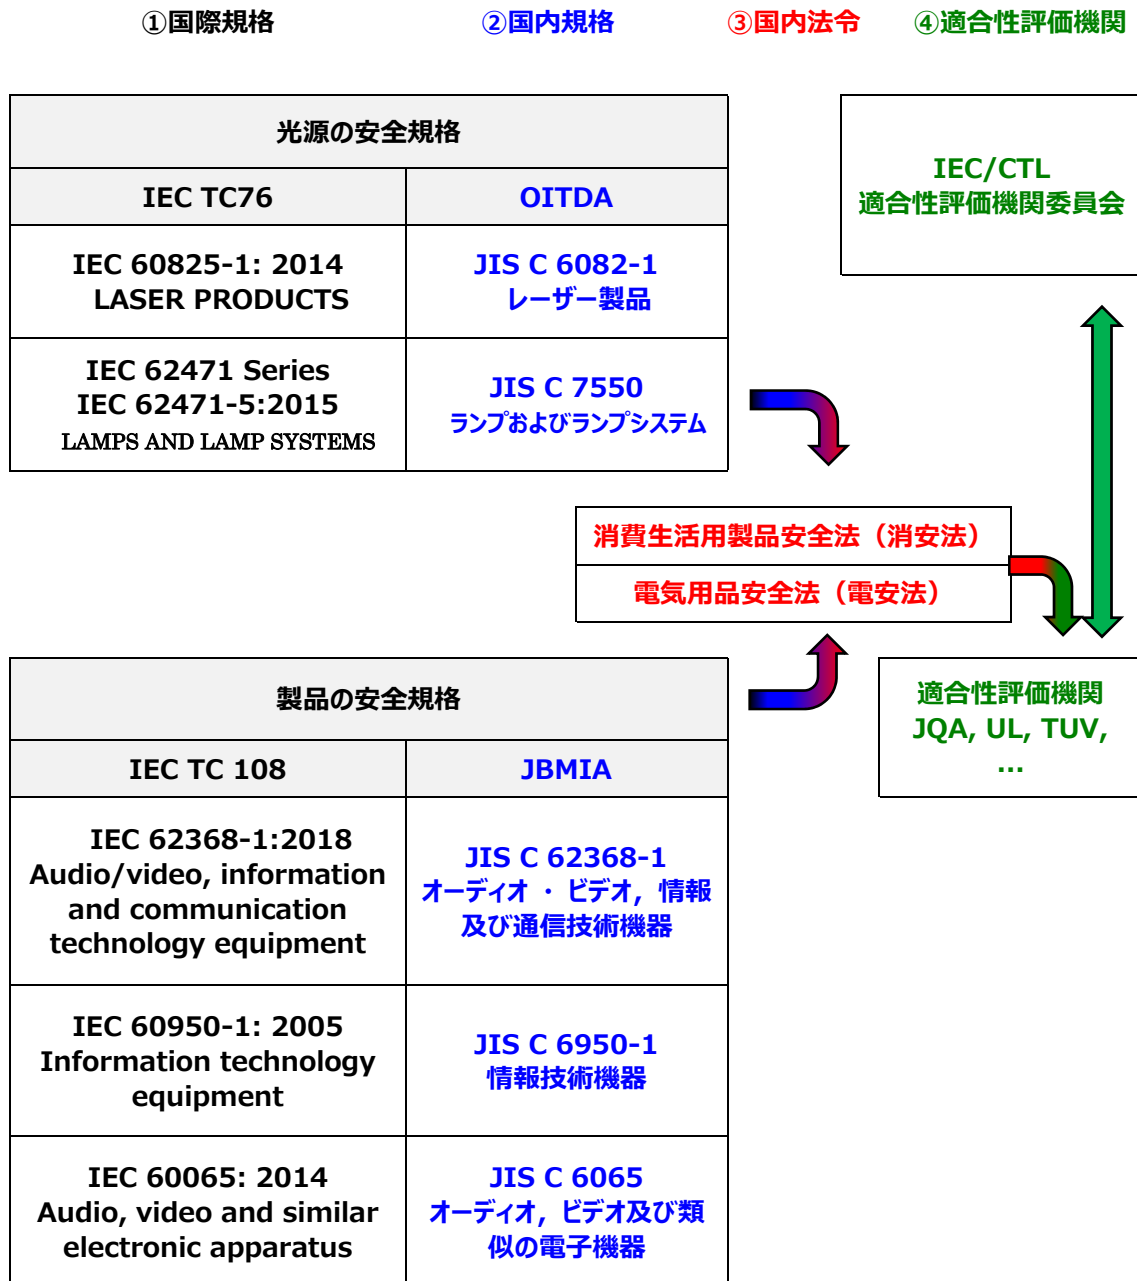 ①国際規格
②国内規格
③国内法令
④適合性評価機関
光源の安全規格
IEC TC76
OITDA
IEC 60825-1: 2014
LASER PRODUCTS
JIS C 6082-1
レーザー製品
IEC 62471 Series
IEC 62471-5:2015
LAMPS AND LAMP SYSTEMS
JIS C 7550
ランプおよびランプシステム
IEC/CTL
適合性評価機関委員会
消費生活用製品安全法（消安法）
電気用品安全法（電安法）
適合性評価機関
JQA, UL, TUV,
…
製品の安全規格
IEC TC 108
JBMIA
IEC 62368-1:2018
Audio/video, information
and communication
technology equipment
JIS C 62368-1
オーディオ ・ ビデオ，情報
及び通信技術機器
IEC 60950-1: 2005
Information technology
equipment
JIS C 6950-1
情報技術機器
IEC 60065: 2014
Audio, video and similar
electronic apparatus
JIS C 6065
オーディオ，ビデオ及び類
似の電子機器